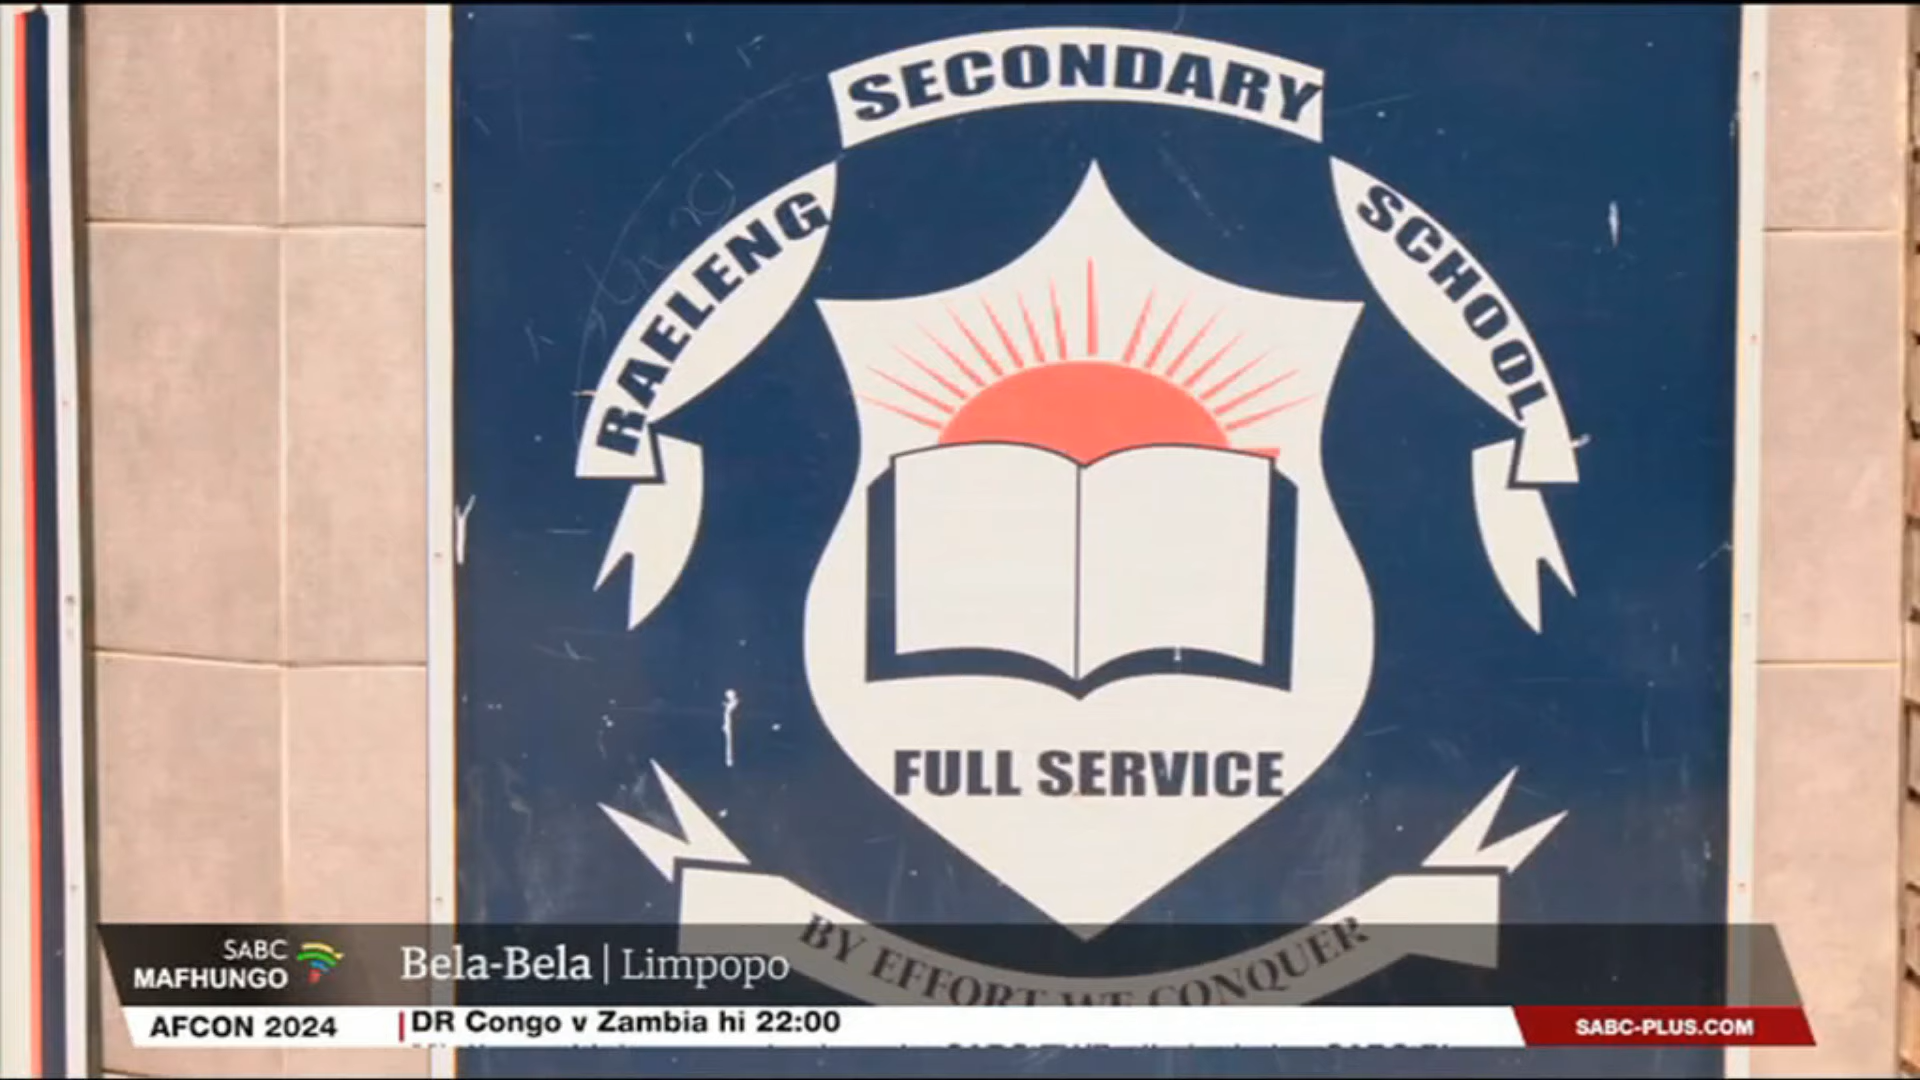 SECONDARY
RAELENG
SCHOOL
FULL SERVICE
BY EFFORT WE CONQUER
SABC
MAFHUNGO
Bela-Bela | Limpopo
AFCON 2024
DR Congo v Zambia hi 22:00
SABC-PLUS.COM